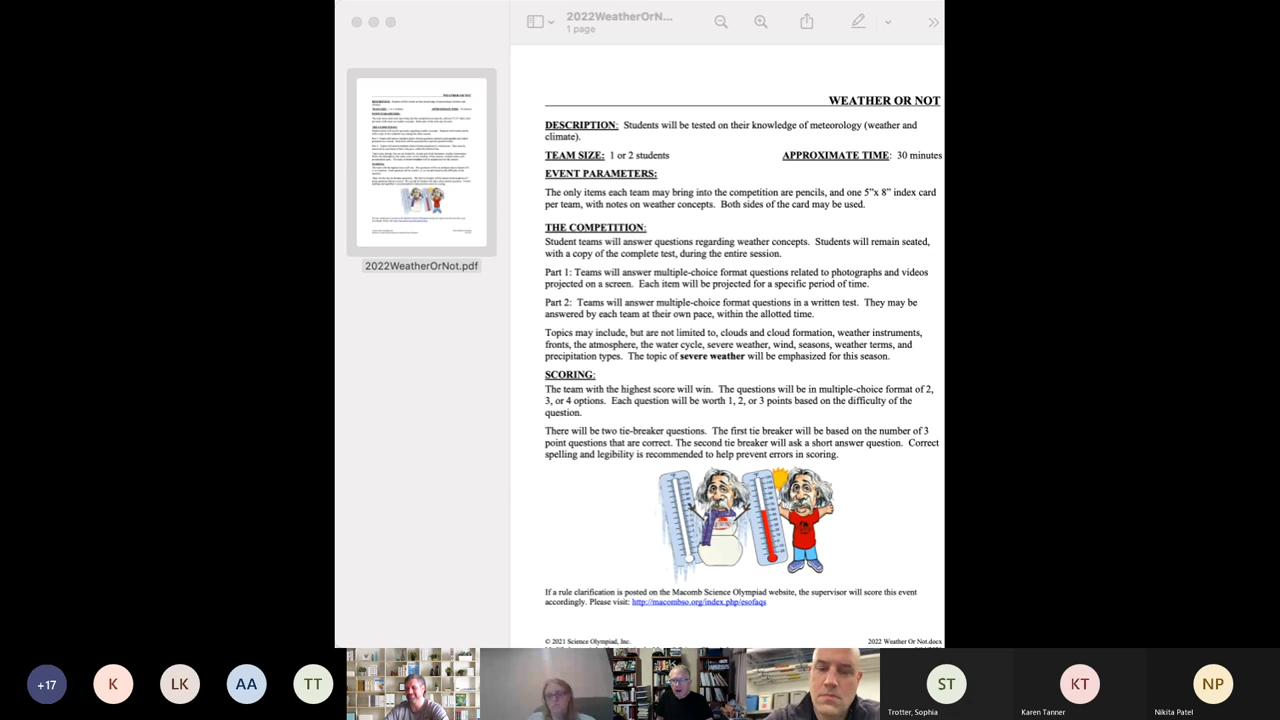 2022WeatherOrN...
1 page
2022WeatherOrNot.pdf
WEATHER OR NOT
DESCRIPTION: Students will be tested on their knowledge of meteorology (weather and
climate).
TEAM SIZE: 1 or 2 students APPROXIMATE TIME: 30 minutes
EVENT PARAMETERS:
The only items each team may bring into the competition are pencils, and one 5"x 8" index card
per team, with notes on weather concepts. Both sides of the card may be used.
THE COMPETITION:
Student teams will answer questions regarding weather concepts. Students will remain seated,
with a copy of the complete test, during the entire session.
Part 1: Teams will answer multiple-choice format questions related to photographs and videos
projected on a screen. Each item will be projected for a specific period of time.
Part 2: Teams will answer multiple-choice format questions in a written test. They may be
answered by each team at their own pace, within the allotted time.
Topics may include, but are not limited to, clouds and cloud formation, weather instruments,
fronts, the atmosphere, the water cycle, severe weather, wind, seasons, weather terms, and
precipitation types. The topic of severe weather will be emphasized for this season.
SCORING:
The team with the highest score will win. The questions will be in multiple-choice format of 2,
3, or 4 options. Each question will be worth 1, 2, or 3 points based on the difficulty of the
question.
There will be two tie-breaker questions. The first tie breaker will be based on the number of 3
point questions that are correct. The second tie breaker will ask a short answer question. Correct
spelling and legibility is recommended to help prevent errors in scoring.
If a rule clarification is posted on the Macomb Science Olympiad website, the supervisor will score this event
accordingly. Please visit: http://macombso.org/index.php/esofaqs
© 2021 Science Olympiad, Inc. 2022 Weather Or Not.docx
+17 K LK AA TT ST KT NP
Trotter, Sophia Karen Tanner Nikita Patel